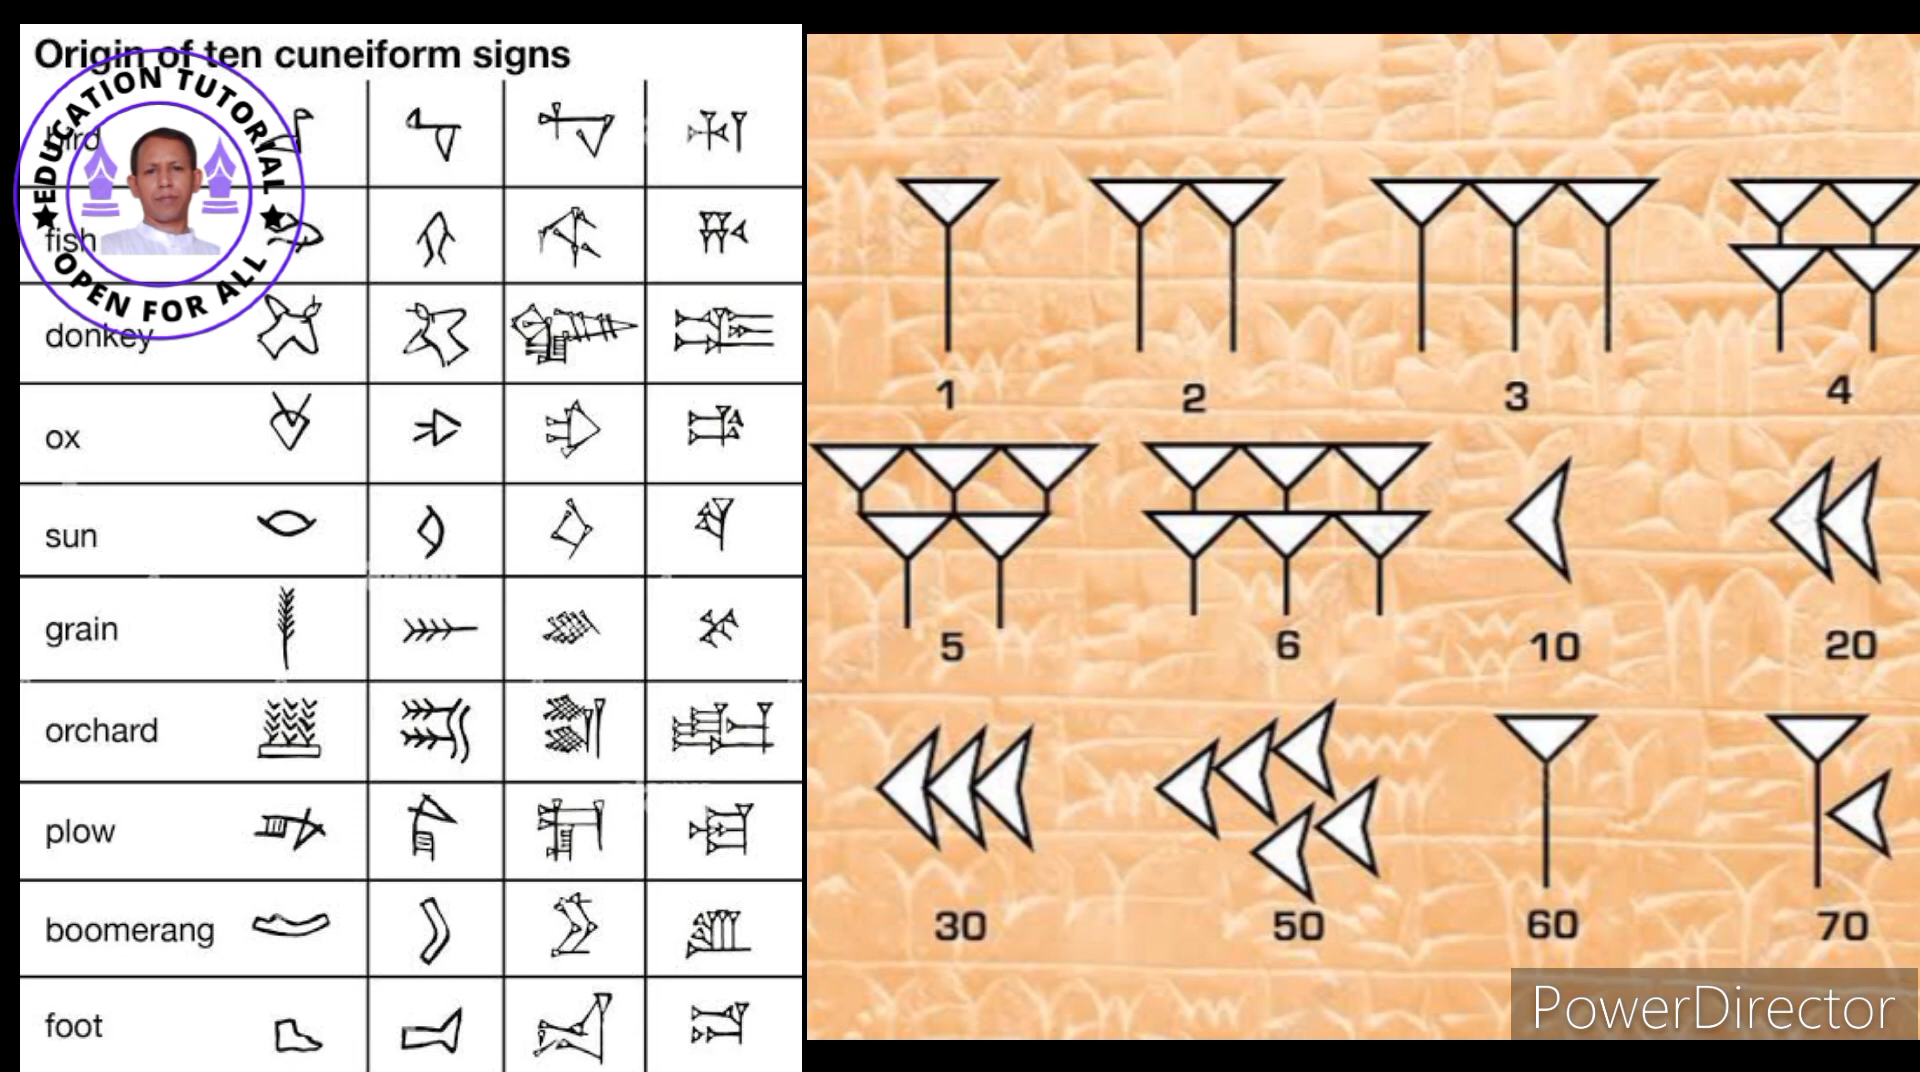 Origin of ten cuneiform signs
EDUCATION TUTORIAL
OPEN FOR ALL
bird
fish
donkey
ox
sun
grain
orchard
plow
boomerang
foot
1 2 3 4
5 6 10 20
30 50 60 70
PowerDirector